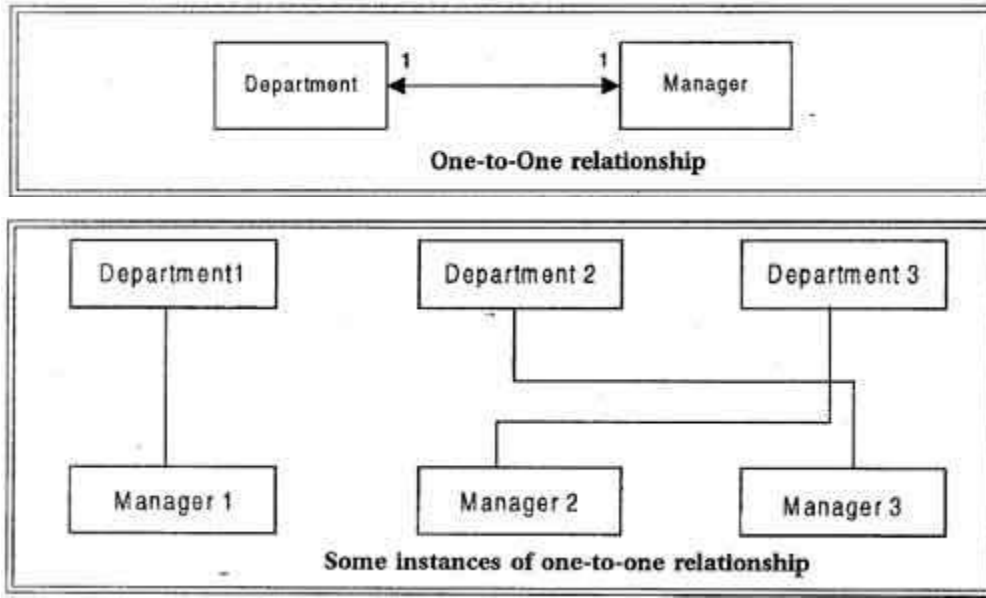 1 1
Department Manager
One-to-One relationship
Department1 Department 2 Department 3
Manager 1 Manager 2 Manager 3
Some instances of one-to-one relationship